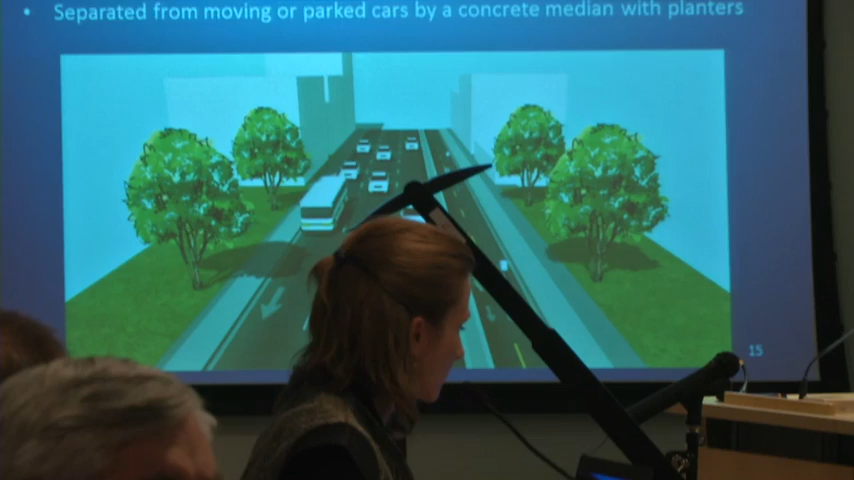 • Separated from moving or parked cars by a concrete median with planters
15